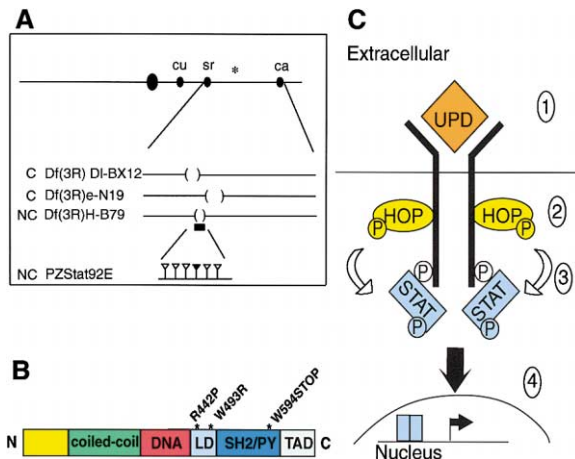 A
cu sr * ca
C Df(3R) Dl-BX12 ( )
C Df(3R)e-N19 ( )
NC Df(3R)H-B79 ( )
NC PZStat92E
B
R442P
W493R
W594STOP
* * *
N coiled-coil DNA LD SH2/PY TAD C
C
Extracellular
1
UPD
2
HOP HOP
P P
3
P P
STAT STAT
P P
4
Nucleus